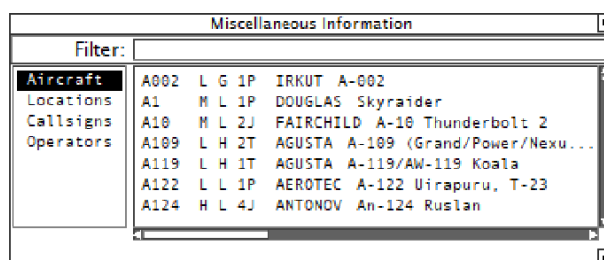 Miscellaneous Information
Filter:
Aircraft
Locations
Callsigns
Operators
A002 L G 1P IRKUT A-002
A1 M L 1P DOUGLAS Skyraider
A10 M L 2J FAIRCHILD A-10 Thunderbolt 2
A109 L H 2T AGUSTA A-109 (Grand/Power/Nexu...
A119 L H 1T AGUSTA A-119/AW-119 Koala
A122 L L 1P AEROTEC A-122 Uirapuru, T-23
A124 H L 4J ANTONOV An-124 Ruslan